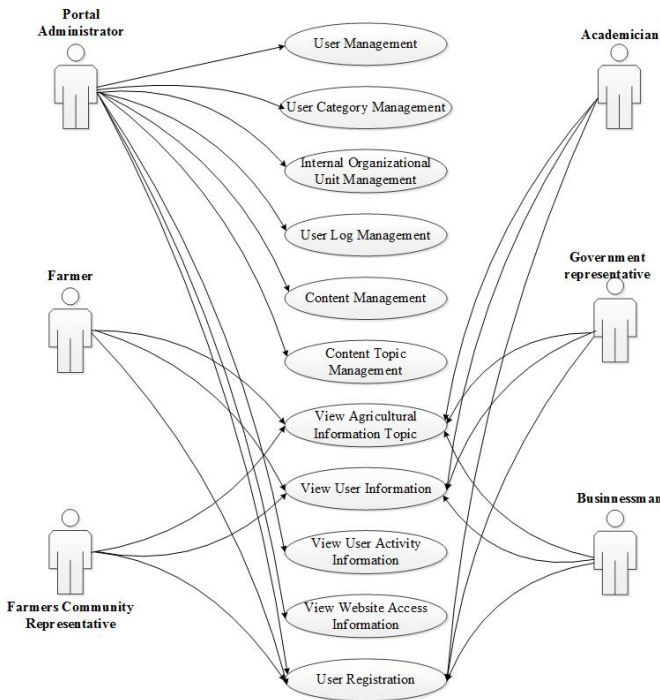 Portal
Administrator
Academician
User Management
User Category Management
Internal Organizational
Unit Management
User Log Management
Farmer
Government
representative
Content Management
Content Topic
Management
View Agricultural
Information Topic
View User Information
Businnessman
View User Activity
Information
Farmers Community
Representative
View Website Access
Information
User Registration